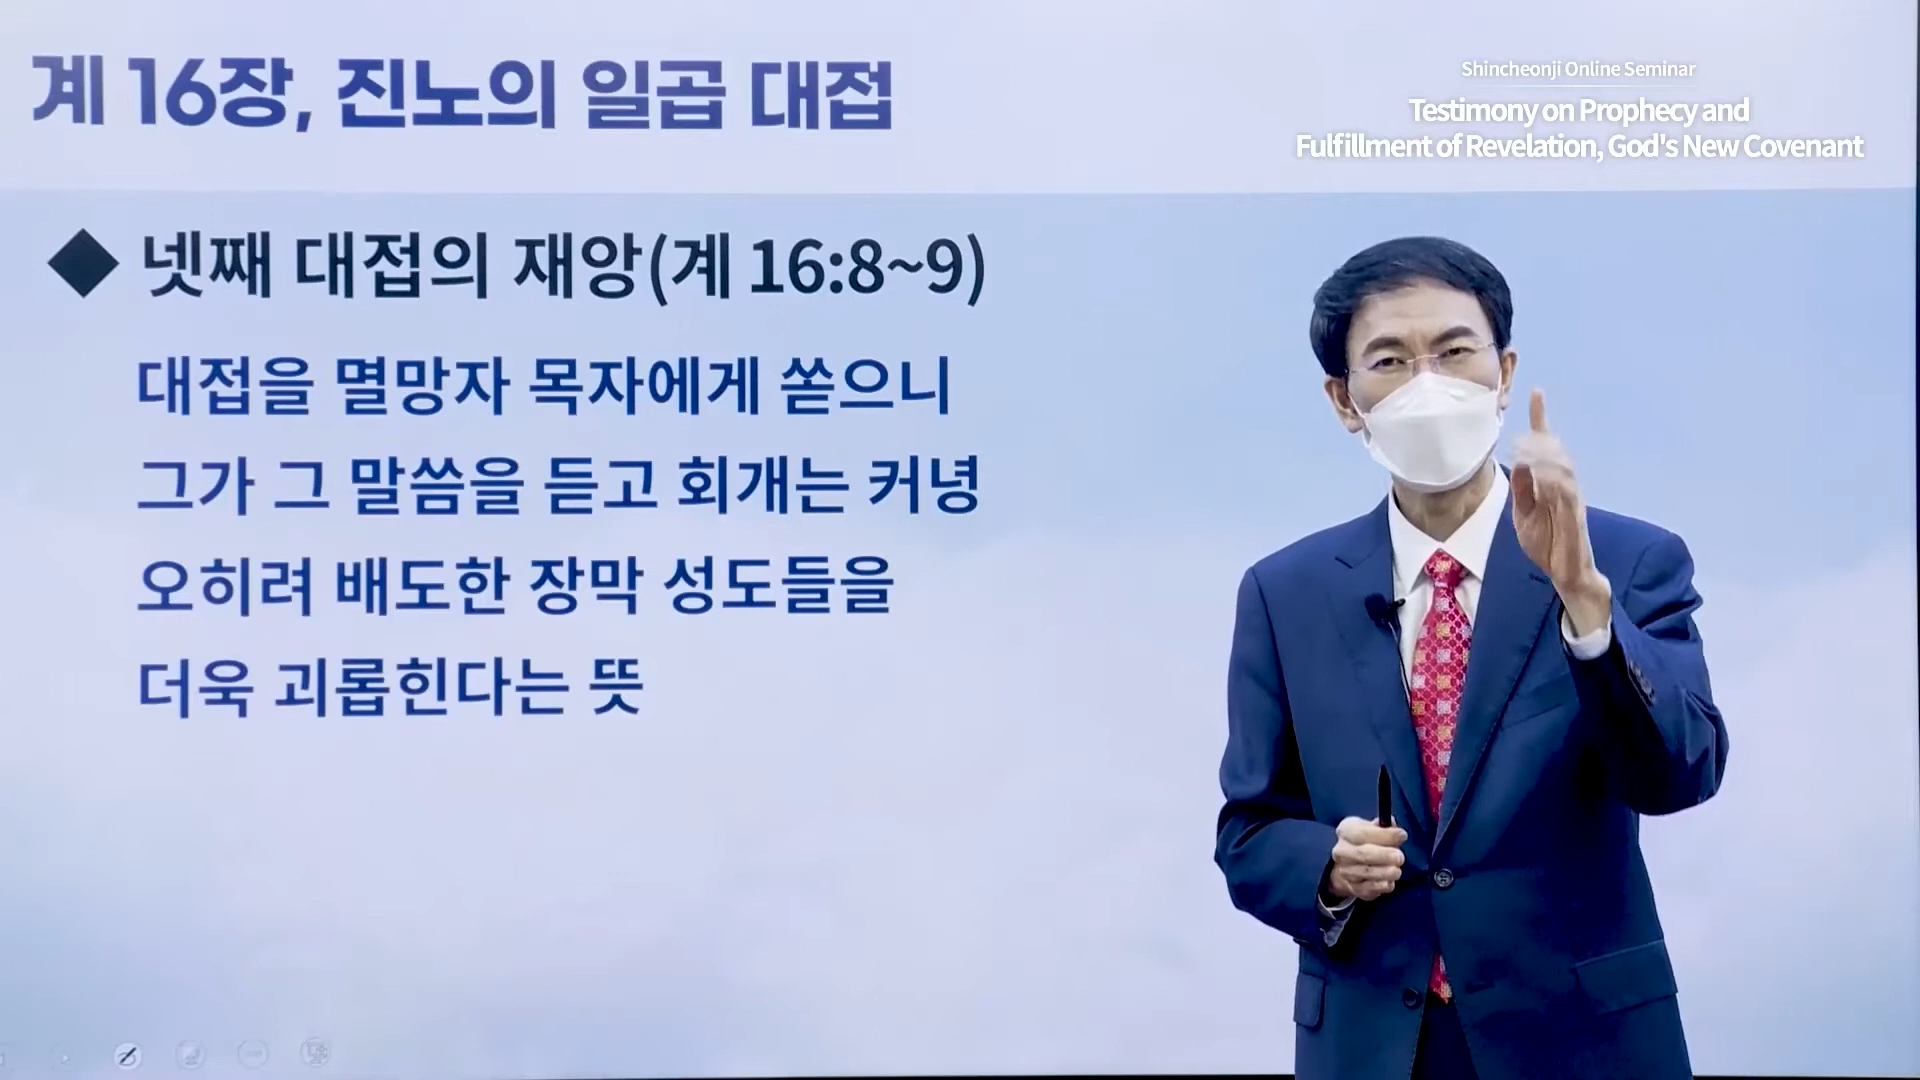 계 16장, 진노의 일곱 대접
Shincheonji Online Seminar
Testimony on Prophecy and
Fulfillment of Revelation, God's New Covenant
◆ 넷째 대접의 재앙(계 16:8~9)
대접을 멸망자 목자에게 쏟으니
그가 그 말씀을 듣고 회개는 커녕
오히려 배도한 장막 성도들을
더욱 괴롭힌다는 뜻